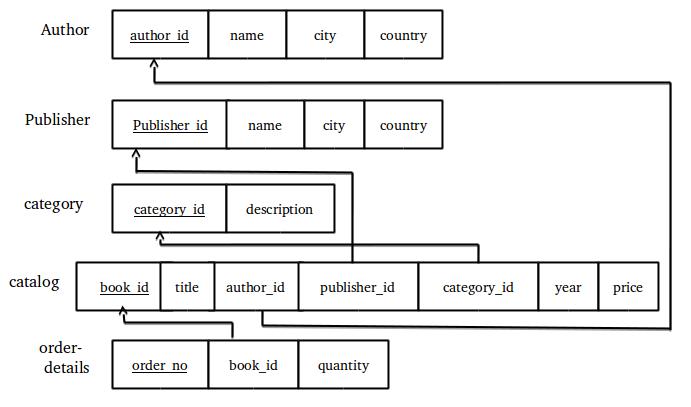 Author author_id name city country
Publisher Publisher_id name city country
category category_id description
catalog book_id title author_id publisher_id category_id year price
order-
details order_no book_id quantity